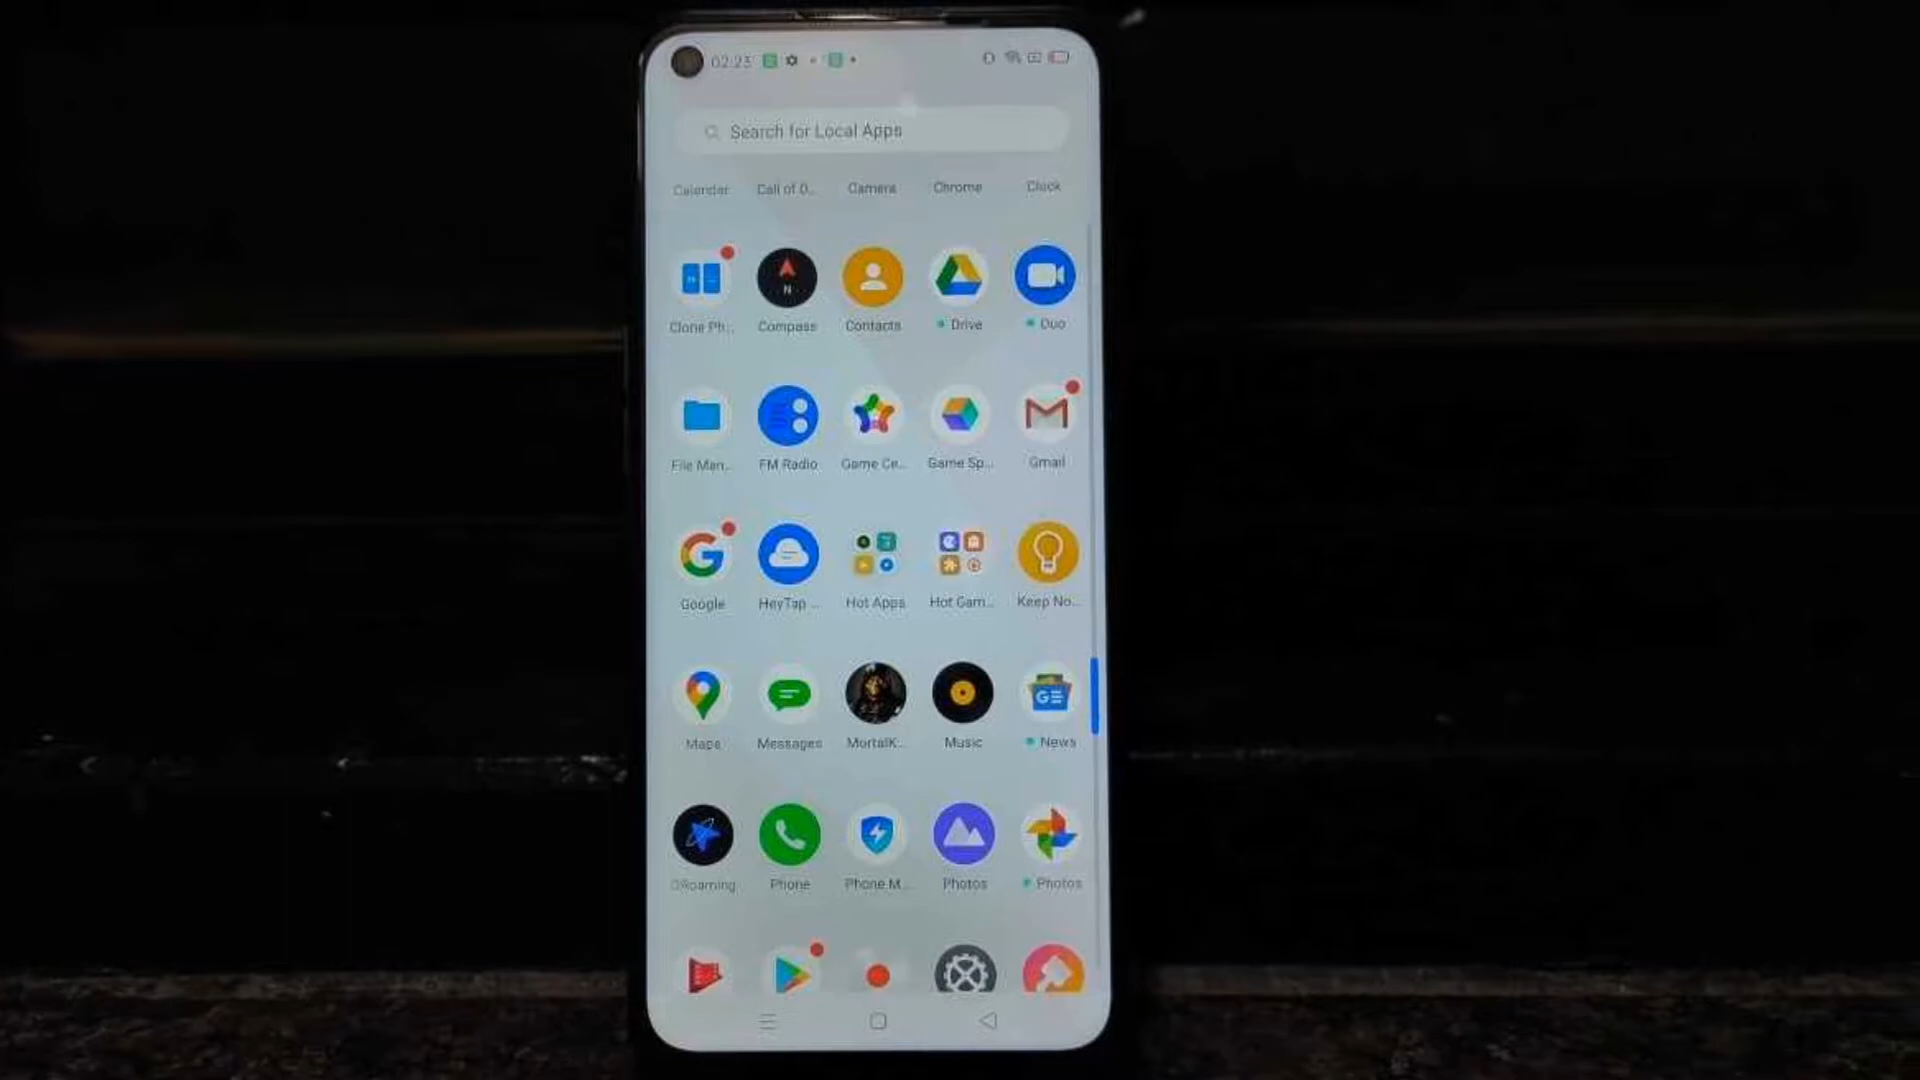 02:23
Search for Local Apps
Calendar Call of D... Camera Chrome Clock
N
Clone Ph... Compass Contacts Drive Duo
File Man... FM Radio Game Ce... Game Sp... Gmail
Google HeyTap ... Hot Apps Hot Gam... Keep No...
GE
Maps Messages MortalK... Music News
ORoaming Phone Phone M... Photos Photos